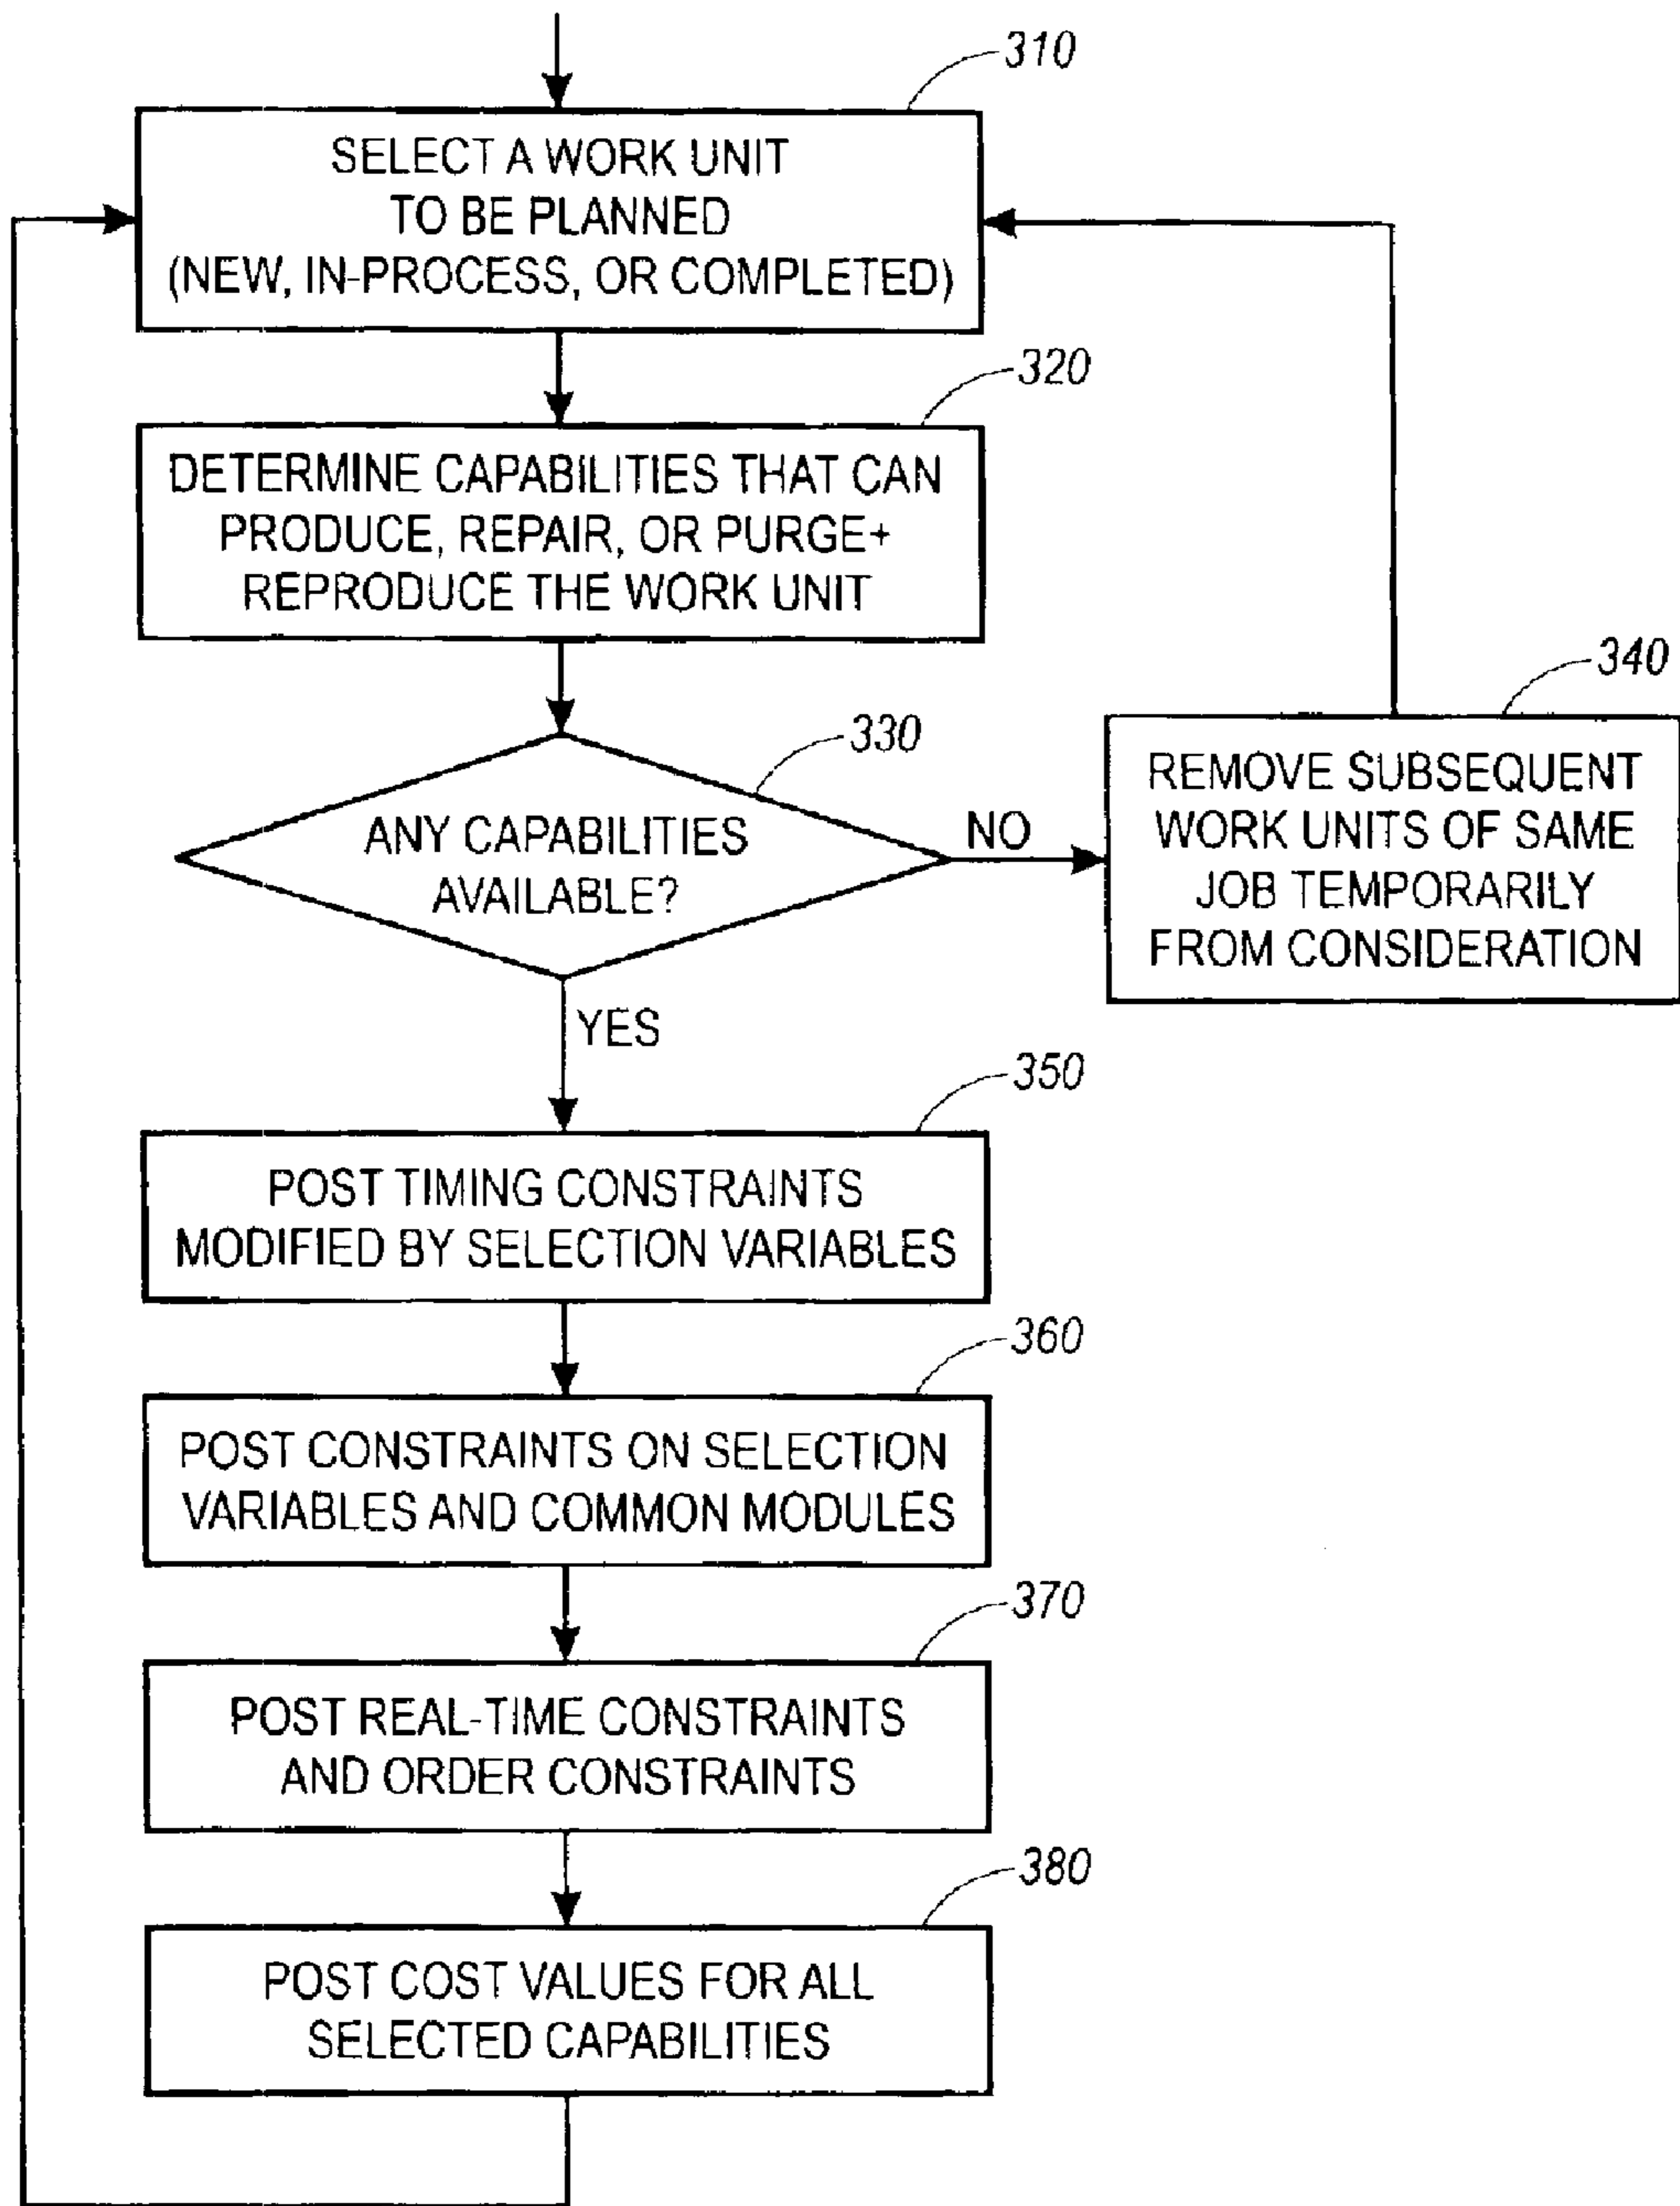 310
SELECT A WORK UNIT
TO BE PLANNED
(NEW, IN-PROCESS, OR COMPLETED)
320
DETERMINE CAPABILITIES THAT CAN
PRODUCE, REPAIR, OR PURGE+
REPRODUCE THE WORK UNIT
330
ANY CAPABILITIES
AVAILABLE?
NO
340
REMOVE SUBSEQUENT
WORK UNITS OF SAME
JOB TEMPORARILY
FROM CONSIDERATION
YES
350
POST TIMING CONSTRAINTS
MODIFIED BY SELECTION VARIABLES
360
POST CONSTRAINTS ON SELECTION
VARIABLES AND COMMON MODULES
370
POST REAL-TIME CONSTRAINTS
AND ORDER CONSTRAINTS
380
POST COST VALUES FOR ALL
SELECTED CAPABILITIES